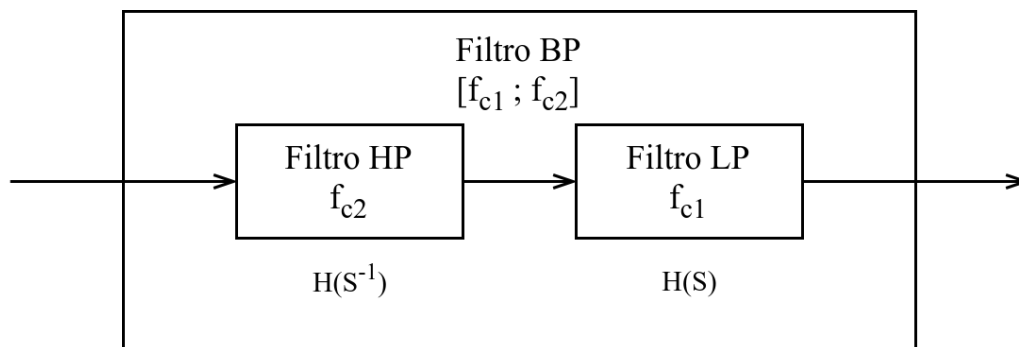 Filtro BP
[f_c1 ; f_c2]
Filtro HP
f_c2
Filtro LP
f_c1
H(S^-1)
H(S)